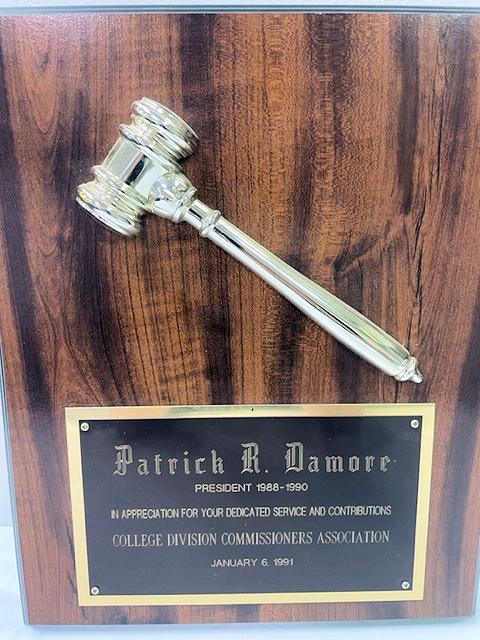 Patrick R. Damore
PRESIDENT 1988-1990
IN APPRECIATION FOR YOUR DEDICATED SERVICE AND CONTRIBUTIONS
COLLEGE DIVISION COMMISSIONERS ASSOCIATION
JANUARY 6, 1991